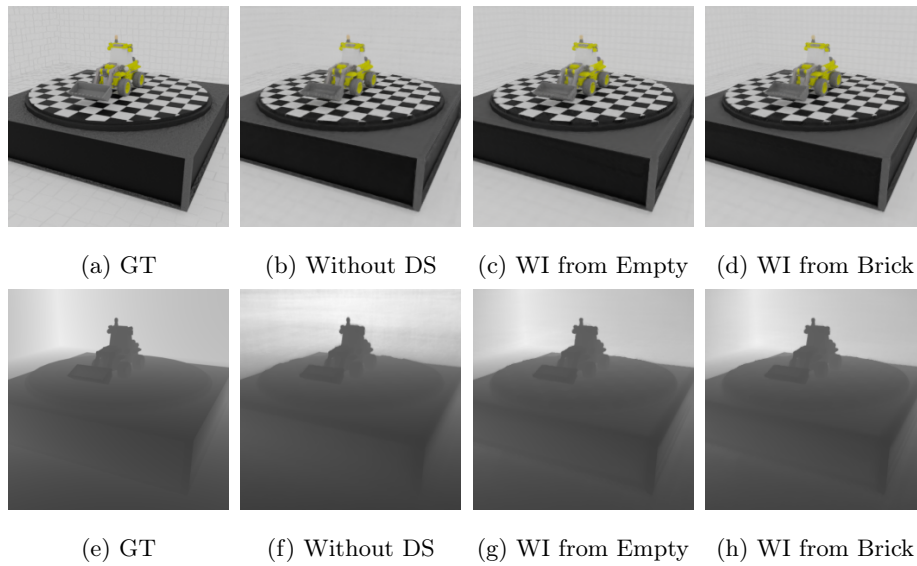 (a) GT
(b) Without DS
(c) WI from Empty
(d) WI from Brick
(e) GT
(f) Without DS
(g) WI from Empty
(h) WI from Brick